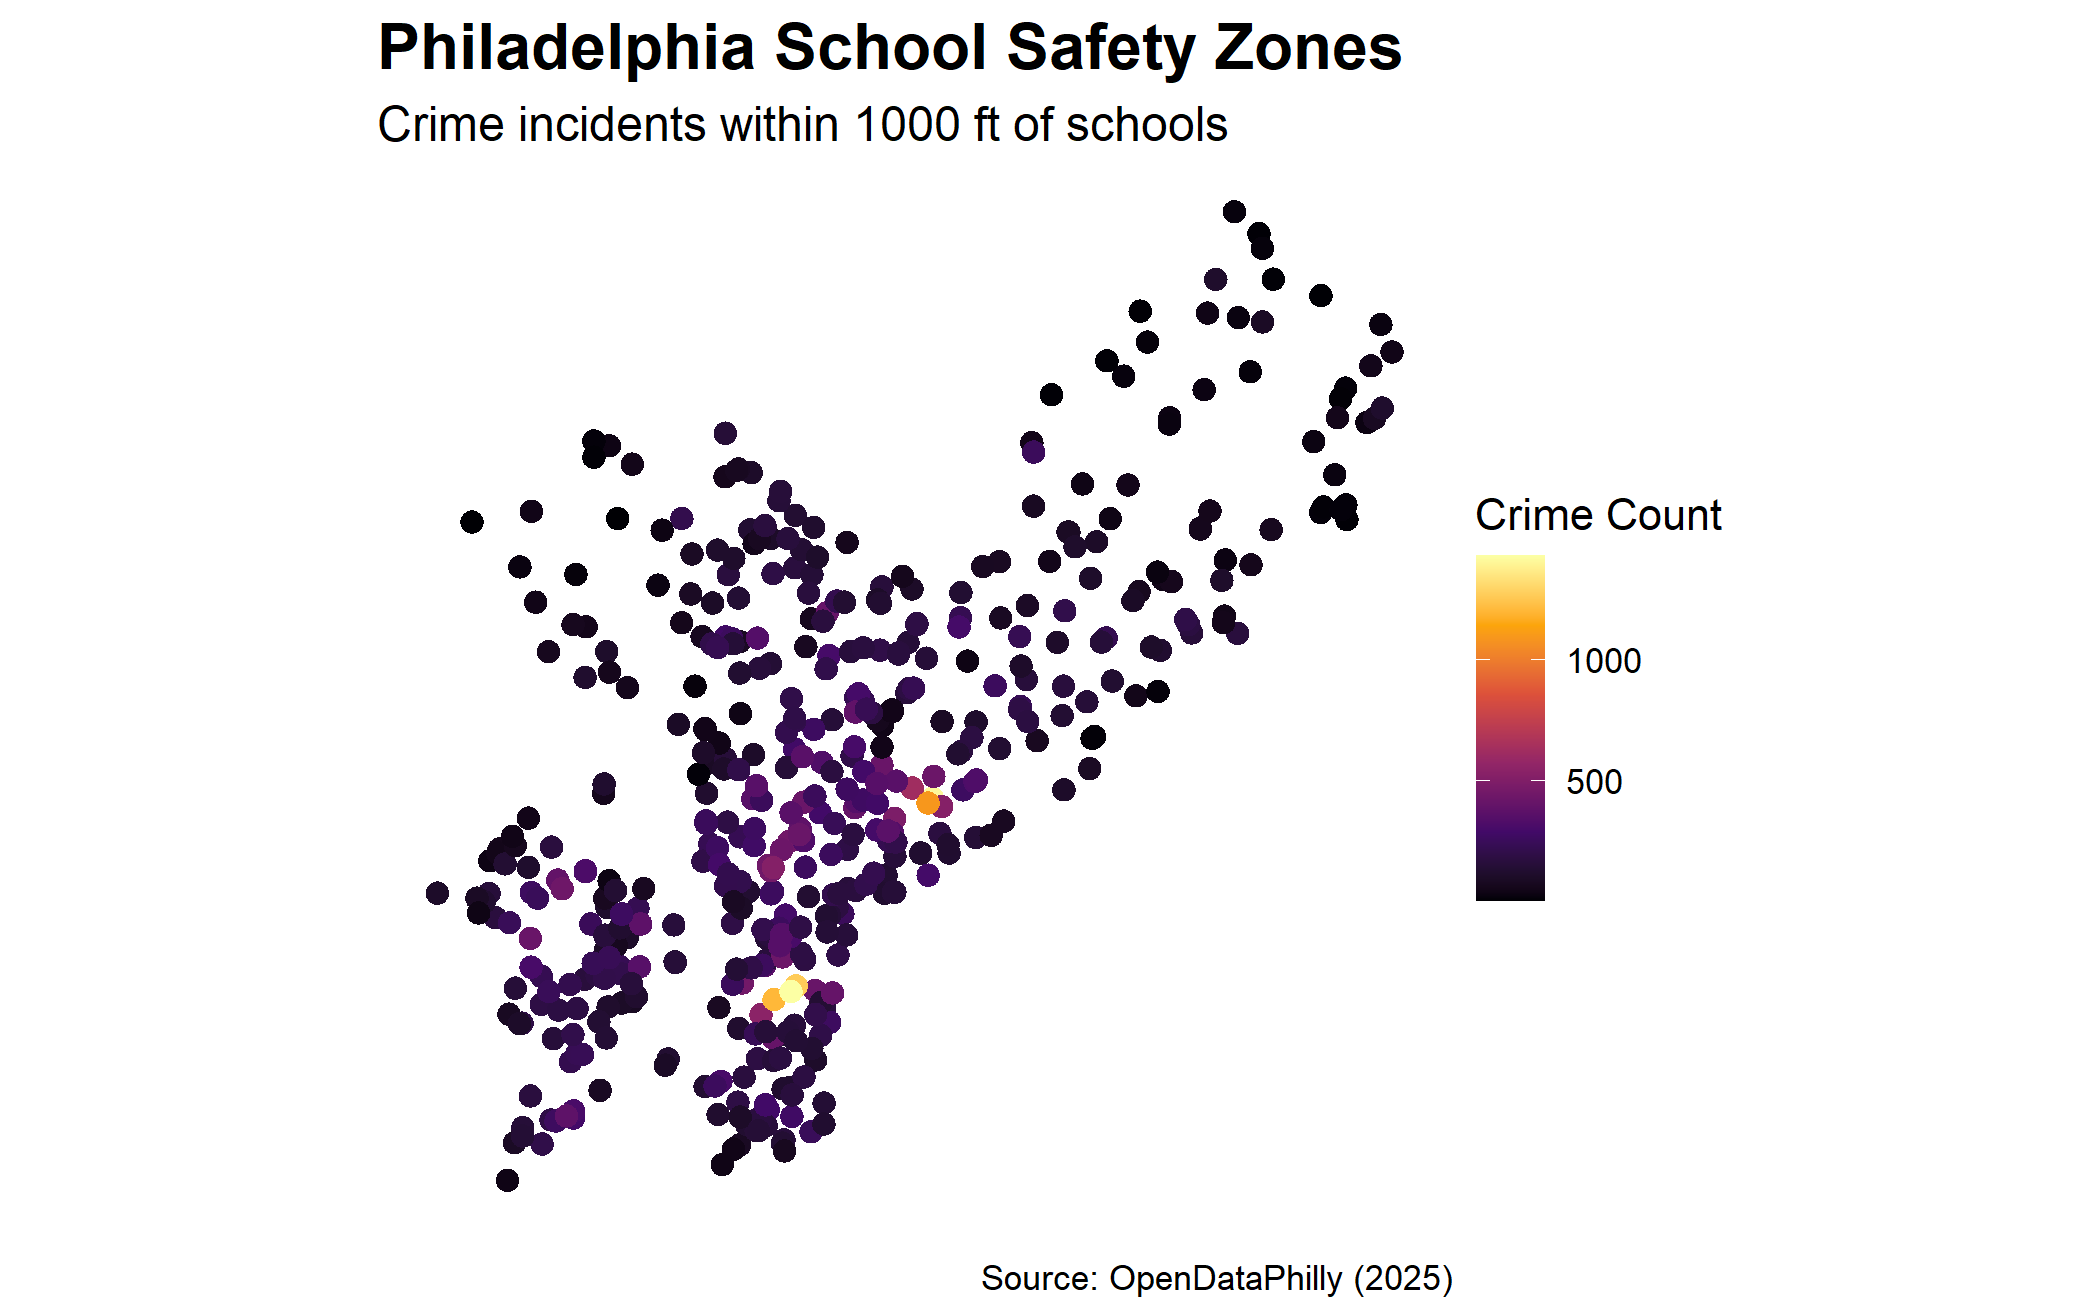 Philadelphia School Safety Zones
Crime incidents within 1000 ft of schools
Crime Count
1000
500
Source: OpenDataPhilly (2025)